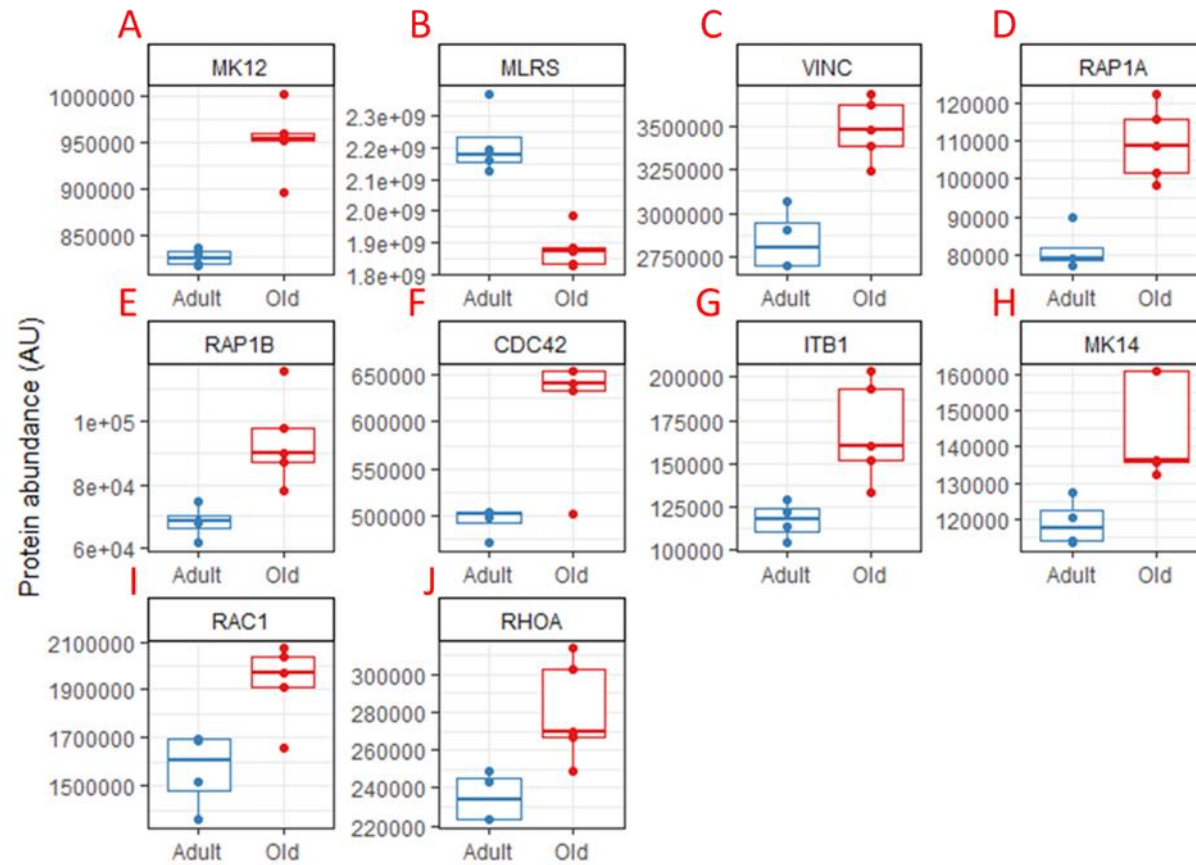 A B C D
MK12 MLRS VINC RAP1A
1000000 2.3e+09 3500000 120000
950000 2.2e+09 3250000 110000
900000 2.1e+09 3000000 100000
850000 2.0e+09 2750000 90000
1.9e+09 80000
1.8e+09
Adult Old Adult Old Adult Old Adult Old
E F G H
RAP1B CDC42 ITB1 MK14
1e+05 650000 200000 160000
8e+04 600000 175000 150000
6e+04 550000 150000 140000
500000 125000 130000
100000 120000
Adult Old Adult Old Adult Old Adult Old
I J
RAC1 RHOA
2100000 300000
1900000 280000
1700000 260000
1500000 240000
220000
Adult Old Adult Old
Protein abundance (AU)